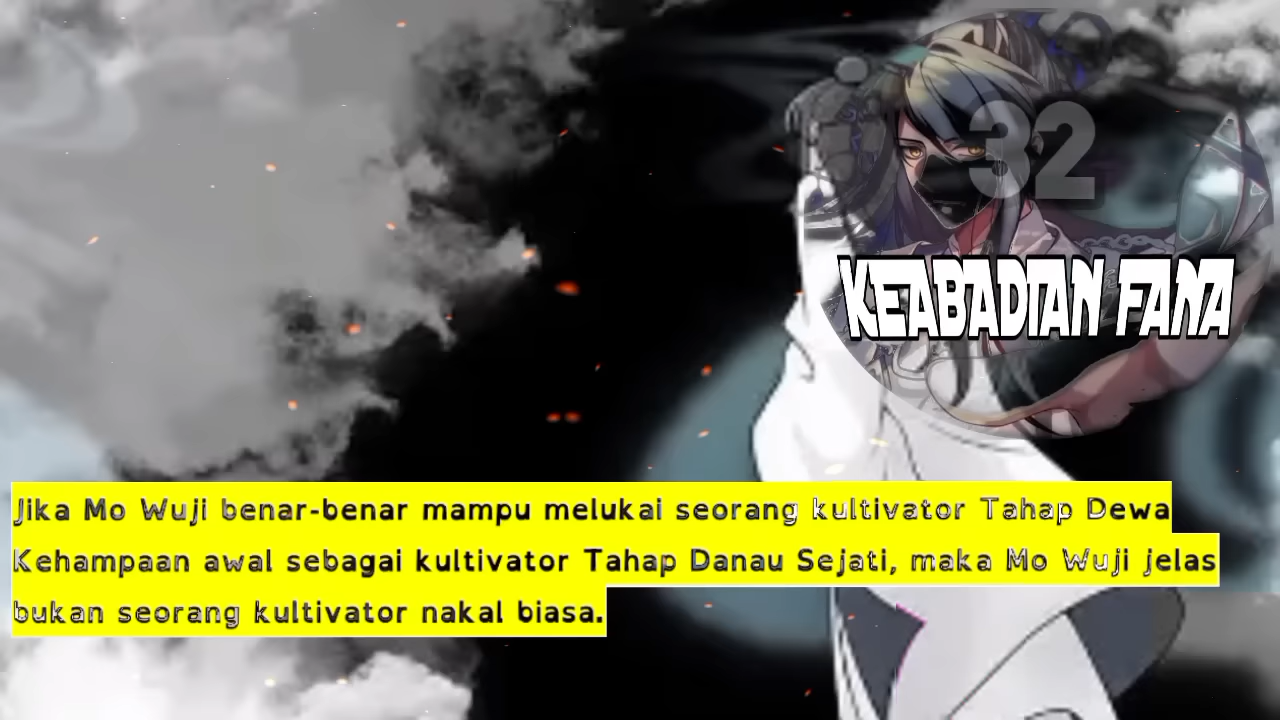 32
KEABADIAN FANA
Jika Mo Wuji benar-benar mampu melukai seorang kultivator Tahap Dewa
Kehampaan awal sebagai kultivator Tahap Danau Sejati, maka Mo Wuji jelas
bukan seorang kultivator nakal biasa.